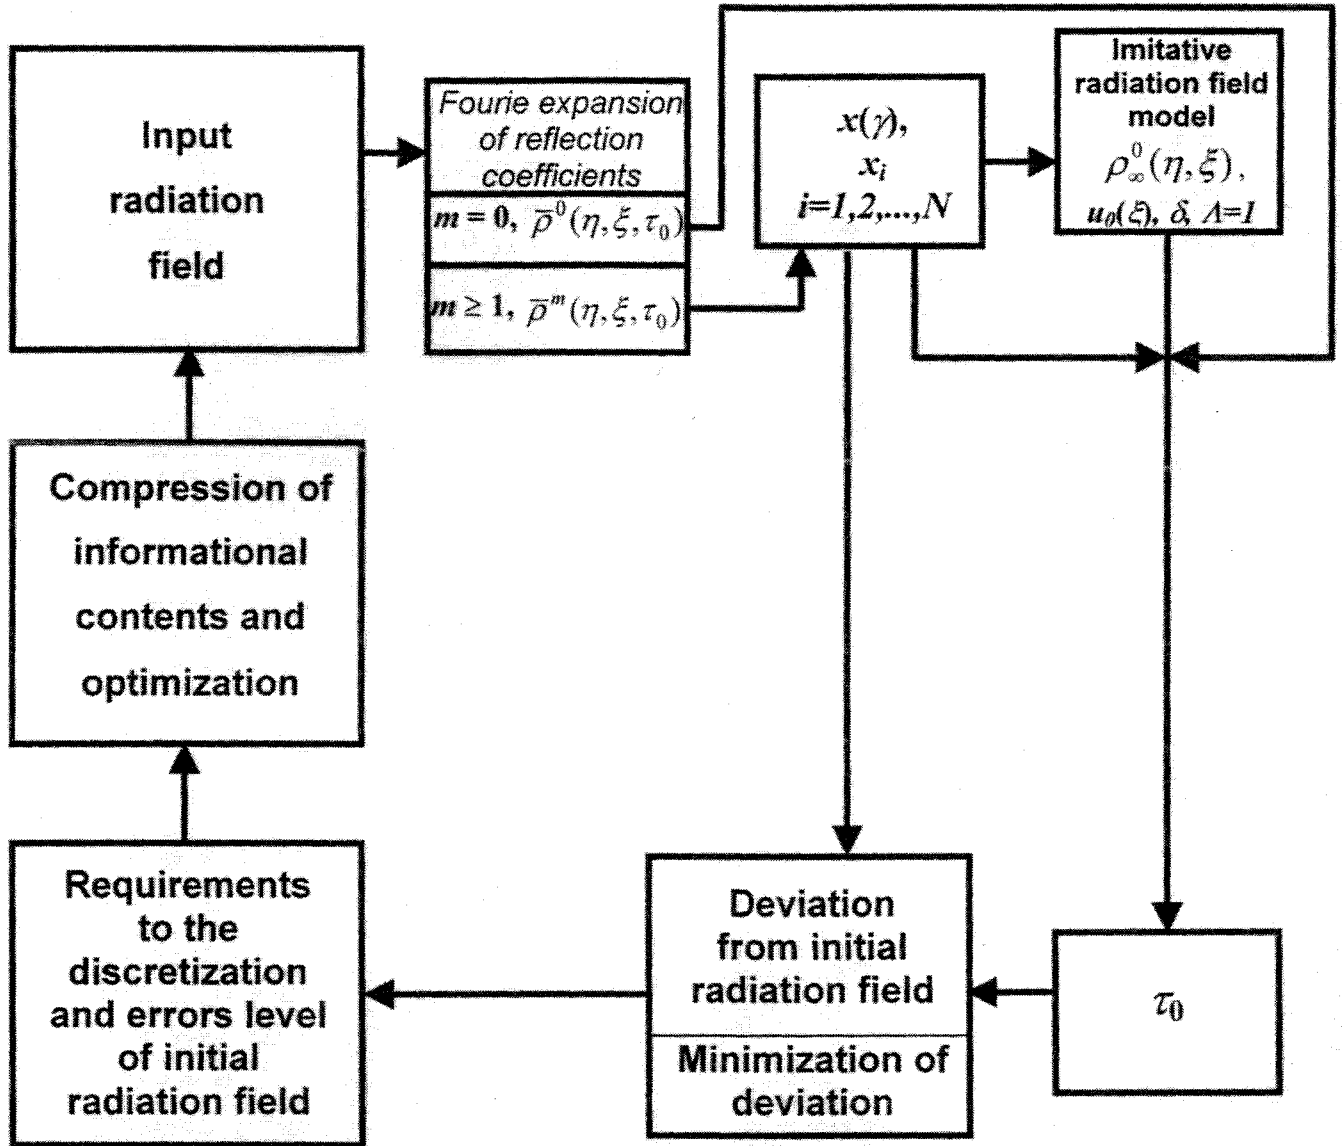 Input
radiation
field
Fourie expansion
of reflection
coefficients
m = 0, ρ̄⁰(η, ξ, τ₀)
m ≥ 1, ρ̄ᵐ(η, ξ, τ₀)
x(γ),
xᵢ
i=1,2,...,N
Imitative
radiation field
model
ρ⁰∞(η, ξ),
u₀(ξ), δ, Λ=1
Compression of
informational
contents and
optimization
Requirements
to the
discretization
and errors level
of initial
radiation field
Deviation
from initial
radiation field
Minimization of
deviation
τ₀